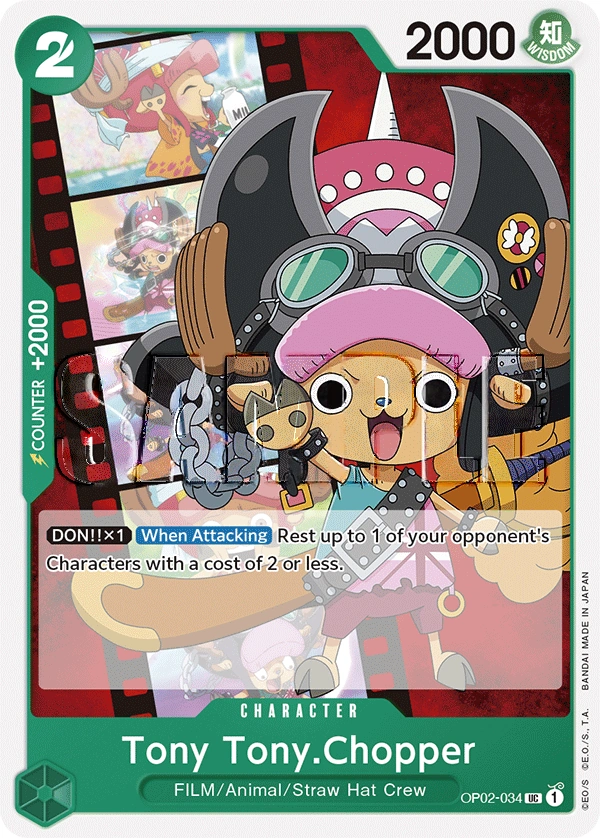 2
2000
知
WISDOM
COUNTER +2000
MIL
SAMPLE
DON!!×1 When Attacking Rest up to 1 of your opponent's
Characters with a cost of 2 or less.
CHARACTER
Tony Tony.Chopper
FILM/Animal/Straw Hat Crew
OP02-034 UC 1
©E.O/S ©E.O./S., T.A. BANDAI MADE IN JAPAN